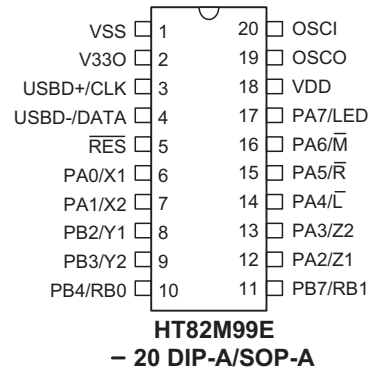 VSS 1 20 OSCI
V33O 2 19 OSCO
USBD+/CLK 3 18 VDD
USBD-/DATA 4 17 PA7/LED
R̅E̅S̅ 5 16 PA6/M̅
PA0/X1 6 15 PA5/R̅
PA1/X2 7 14 PA4/L̅
PB2/Y1 8 13 PA3/Z2
PB3/Y2 9 12 PA2/Z1
PB4/RB0 10 11 PB7/RB1
HT82M99E
– 20 DIP-A/SOP-A